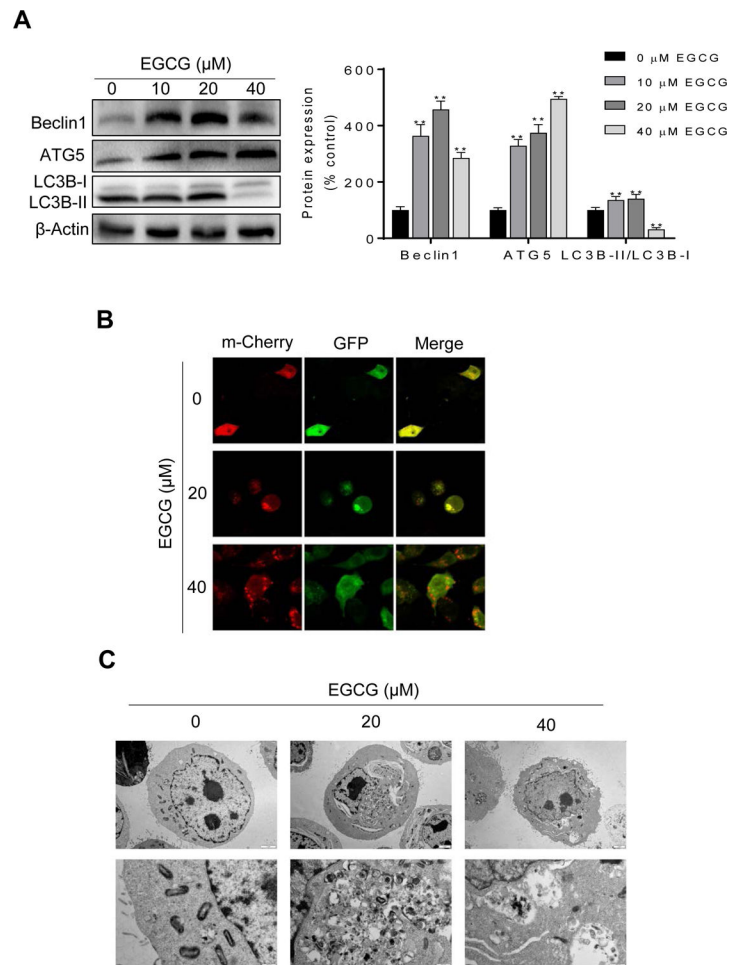 A
EGCG (μM)
0 10 20 40
Beclin1
ATG5
LC3B-I
LC3B-II
β-Actin
Protein expression
(% control)
600
400
200
0
** ** **
** ** **
** ** **
Beclin1 ATG5 LC3B-II/LC3B-I
0 μM EGCG
10 μM EGCG
20 μM EGCG
40 μM EGCG
B
m-Cherry GFP Merge
EGCG (μM)
0
20
40
C
EGCG (μM)
0 20 40